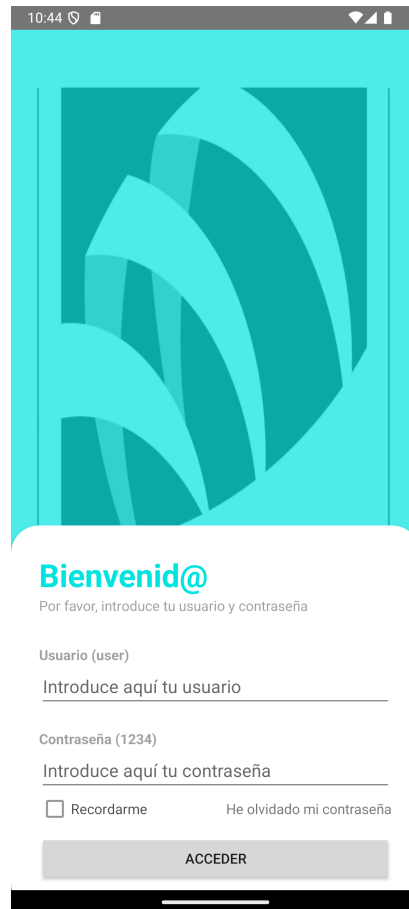 10:44
Bienvenid@
Por favor, introduce tu usuario y contraseña
Usuario (user)
Introduce aquí tu usuario
Contraseña (1234)
Introduce aquí tu contraseña
Recordarme He olvidado mi contraseña
ACCEDER